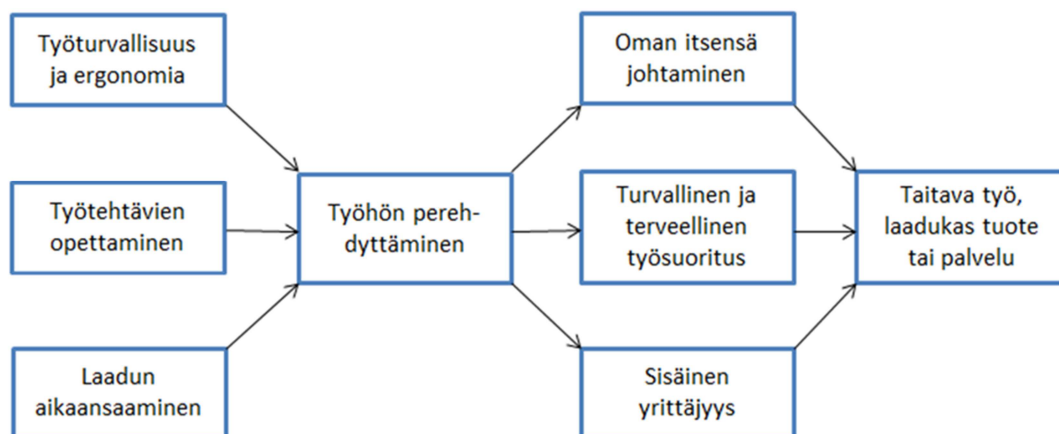 Työturvallisuus
ja ergonomia
Työtehtävien
opettaminen
Laadun
aikaansaaminen
Työhön pereh-
dyttäminen
Oman itsensä
johtaminen
Turvallinen ja
terveellinen
työsuoritus
Sisäinen
yrittäjyys
Taitava työ,
laadukas tuote
tai palvelu